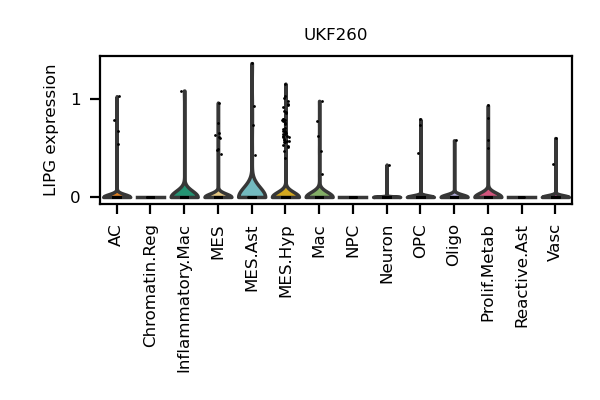 UKF260
LIPG expression
1
0
AC
Chromatin.Reg
Inflammatory.Mac
MES
MES.Ast
MES.Hyp
Mac
NPC
Neuron
OPC
Oligo
Prolif.Metab
Reactive.Ast
Vasc